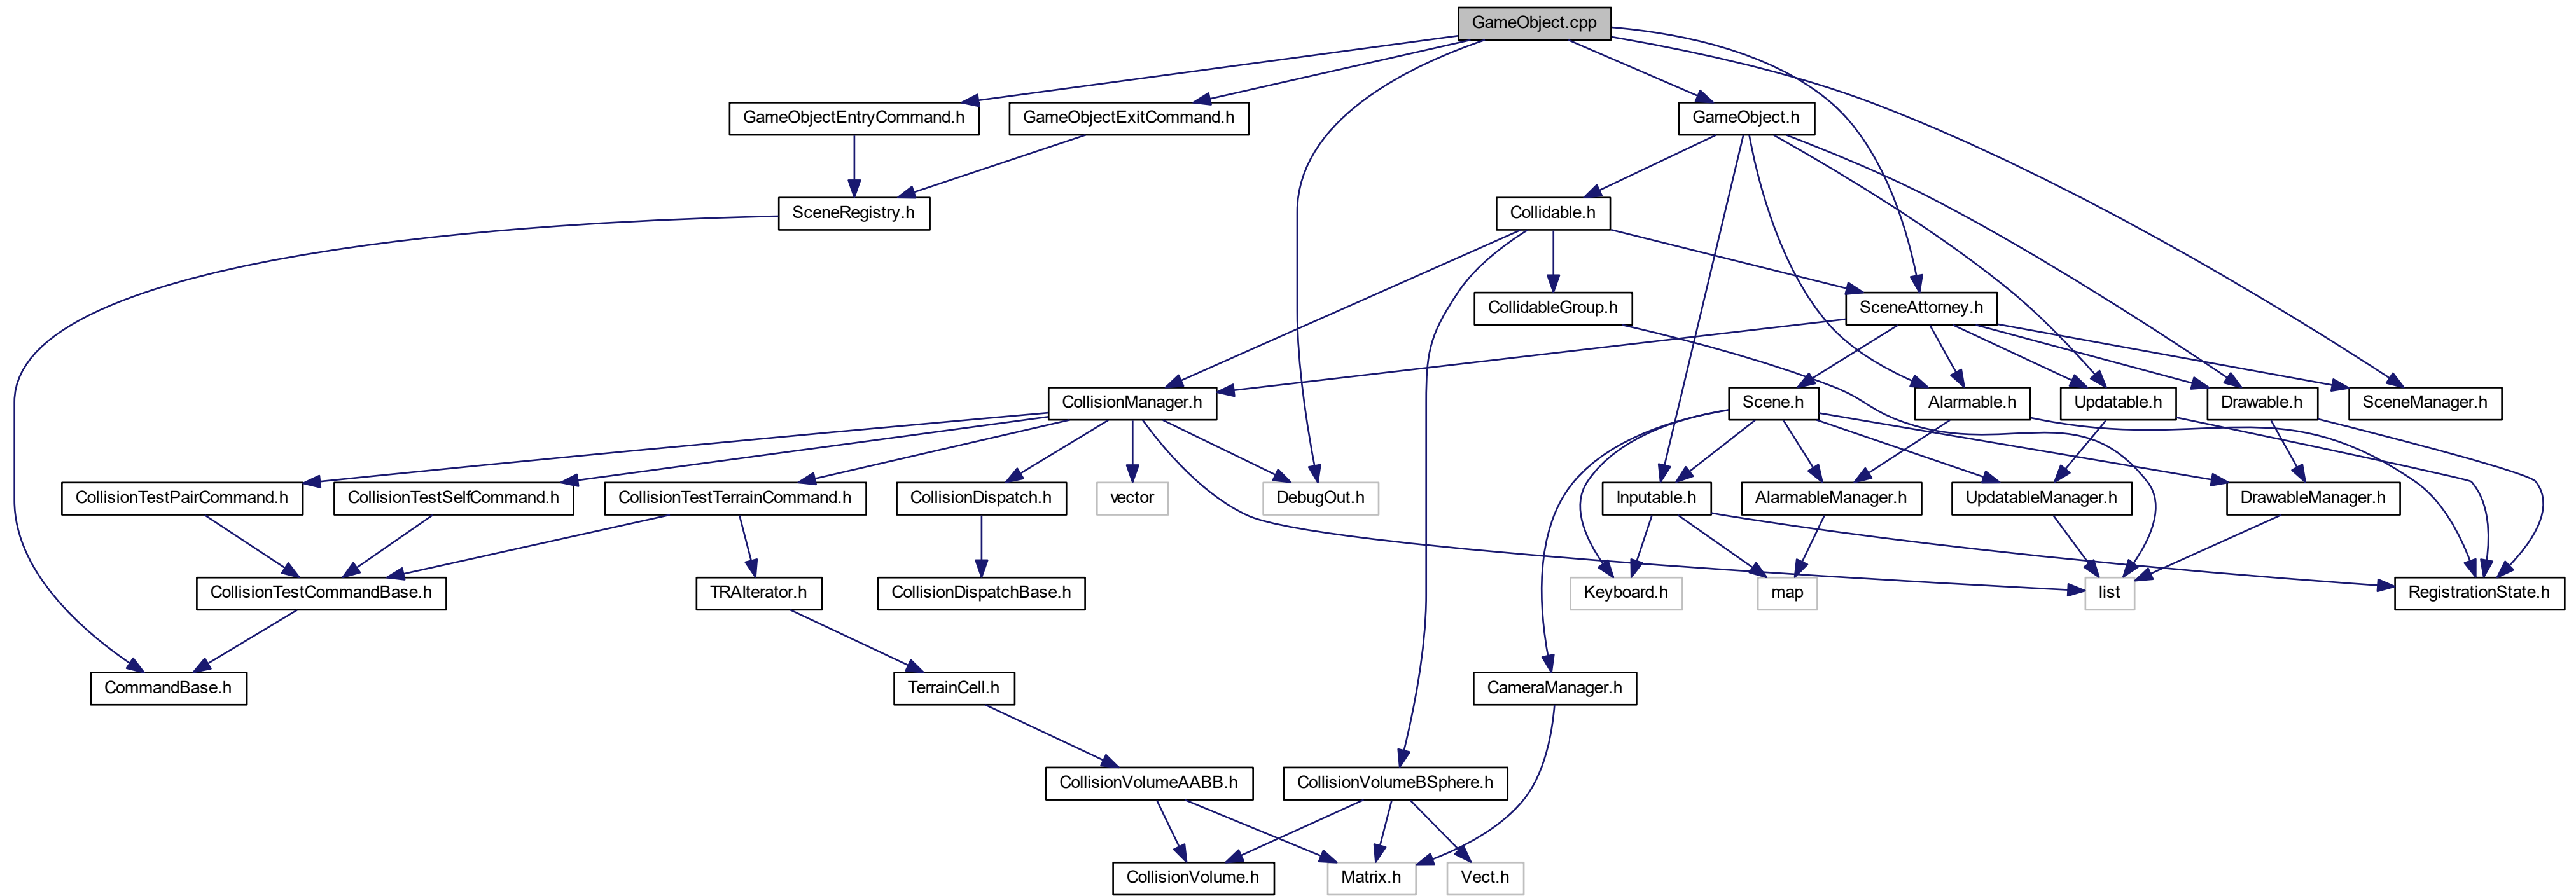 GameObject.cpp
GameObjectEntryCommand.h
GameObjectExitCommand.h
GameObject.h
SceneRegistry.h
Collidable.h
CollidableGroup.h
SceneAttorney.h
CollisionManager.h
Scene.h
Alarmable.h
Updatable.h
Drawable.h
SceneManager.h
CollisionTestPairCommand.h
CollisionTestSelfCommand.h
CollisionTestTerrainCommand.h
CollisionDispatch.h
vector
DebugOut.h
Inputable.h
AlarmableManager.h
UpdatableManager.h
DrawableManager.h
CollisionTestCommandBase.h
TRAIterator.h
CollisionDispatchBase.h
Keyboard.h
map
list
RegistrationState.h
CommandBase.h
TerrainCell.h
CameraManager.h
CollisionVolumeAABB.h
CollisionVolumeBSphere.h
CollisionVolume.h
Matrix.h
Vect.h